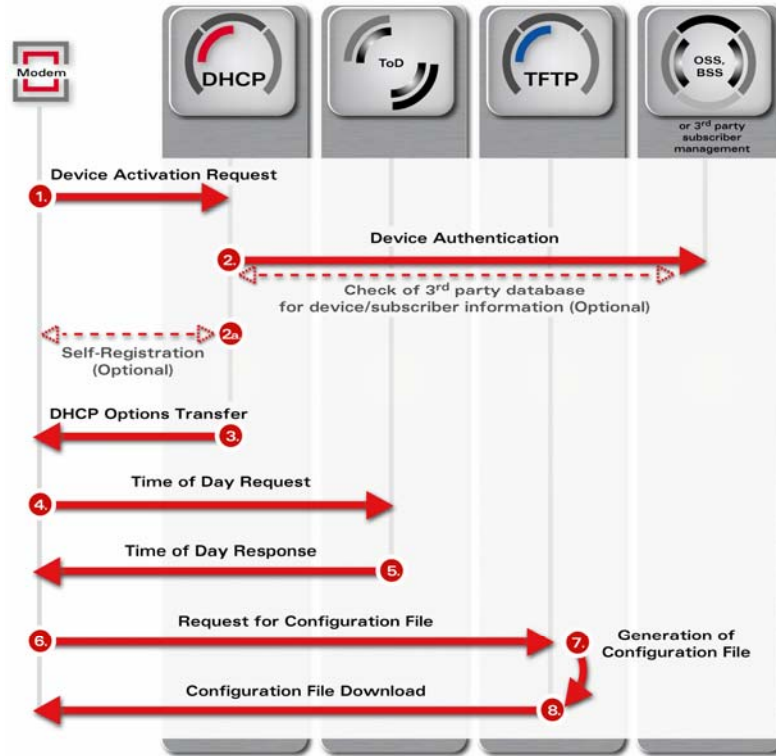 Modem
DHCP
ToD
TFTP
OSS,
BSS
or 3rd party
subscriber
management
Device Activation Request
1.
Device Authentication
2.
Check of 3rd party database
for device/subscriber information (Optional)
2a.
Self-Registration
(Optional)
DHCP Options Transfer
3.
Time of Day Request
4.
Time of Day Response
5.
Request for Configuration File
6.
7.
Generation of
Configuration File
Configuration File Download
8.